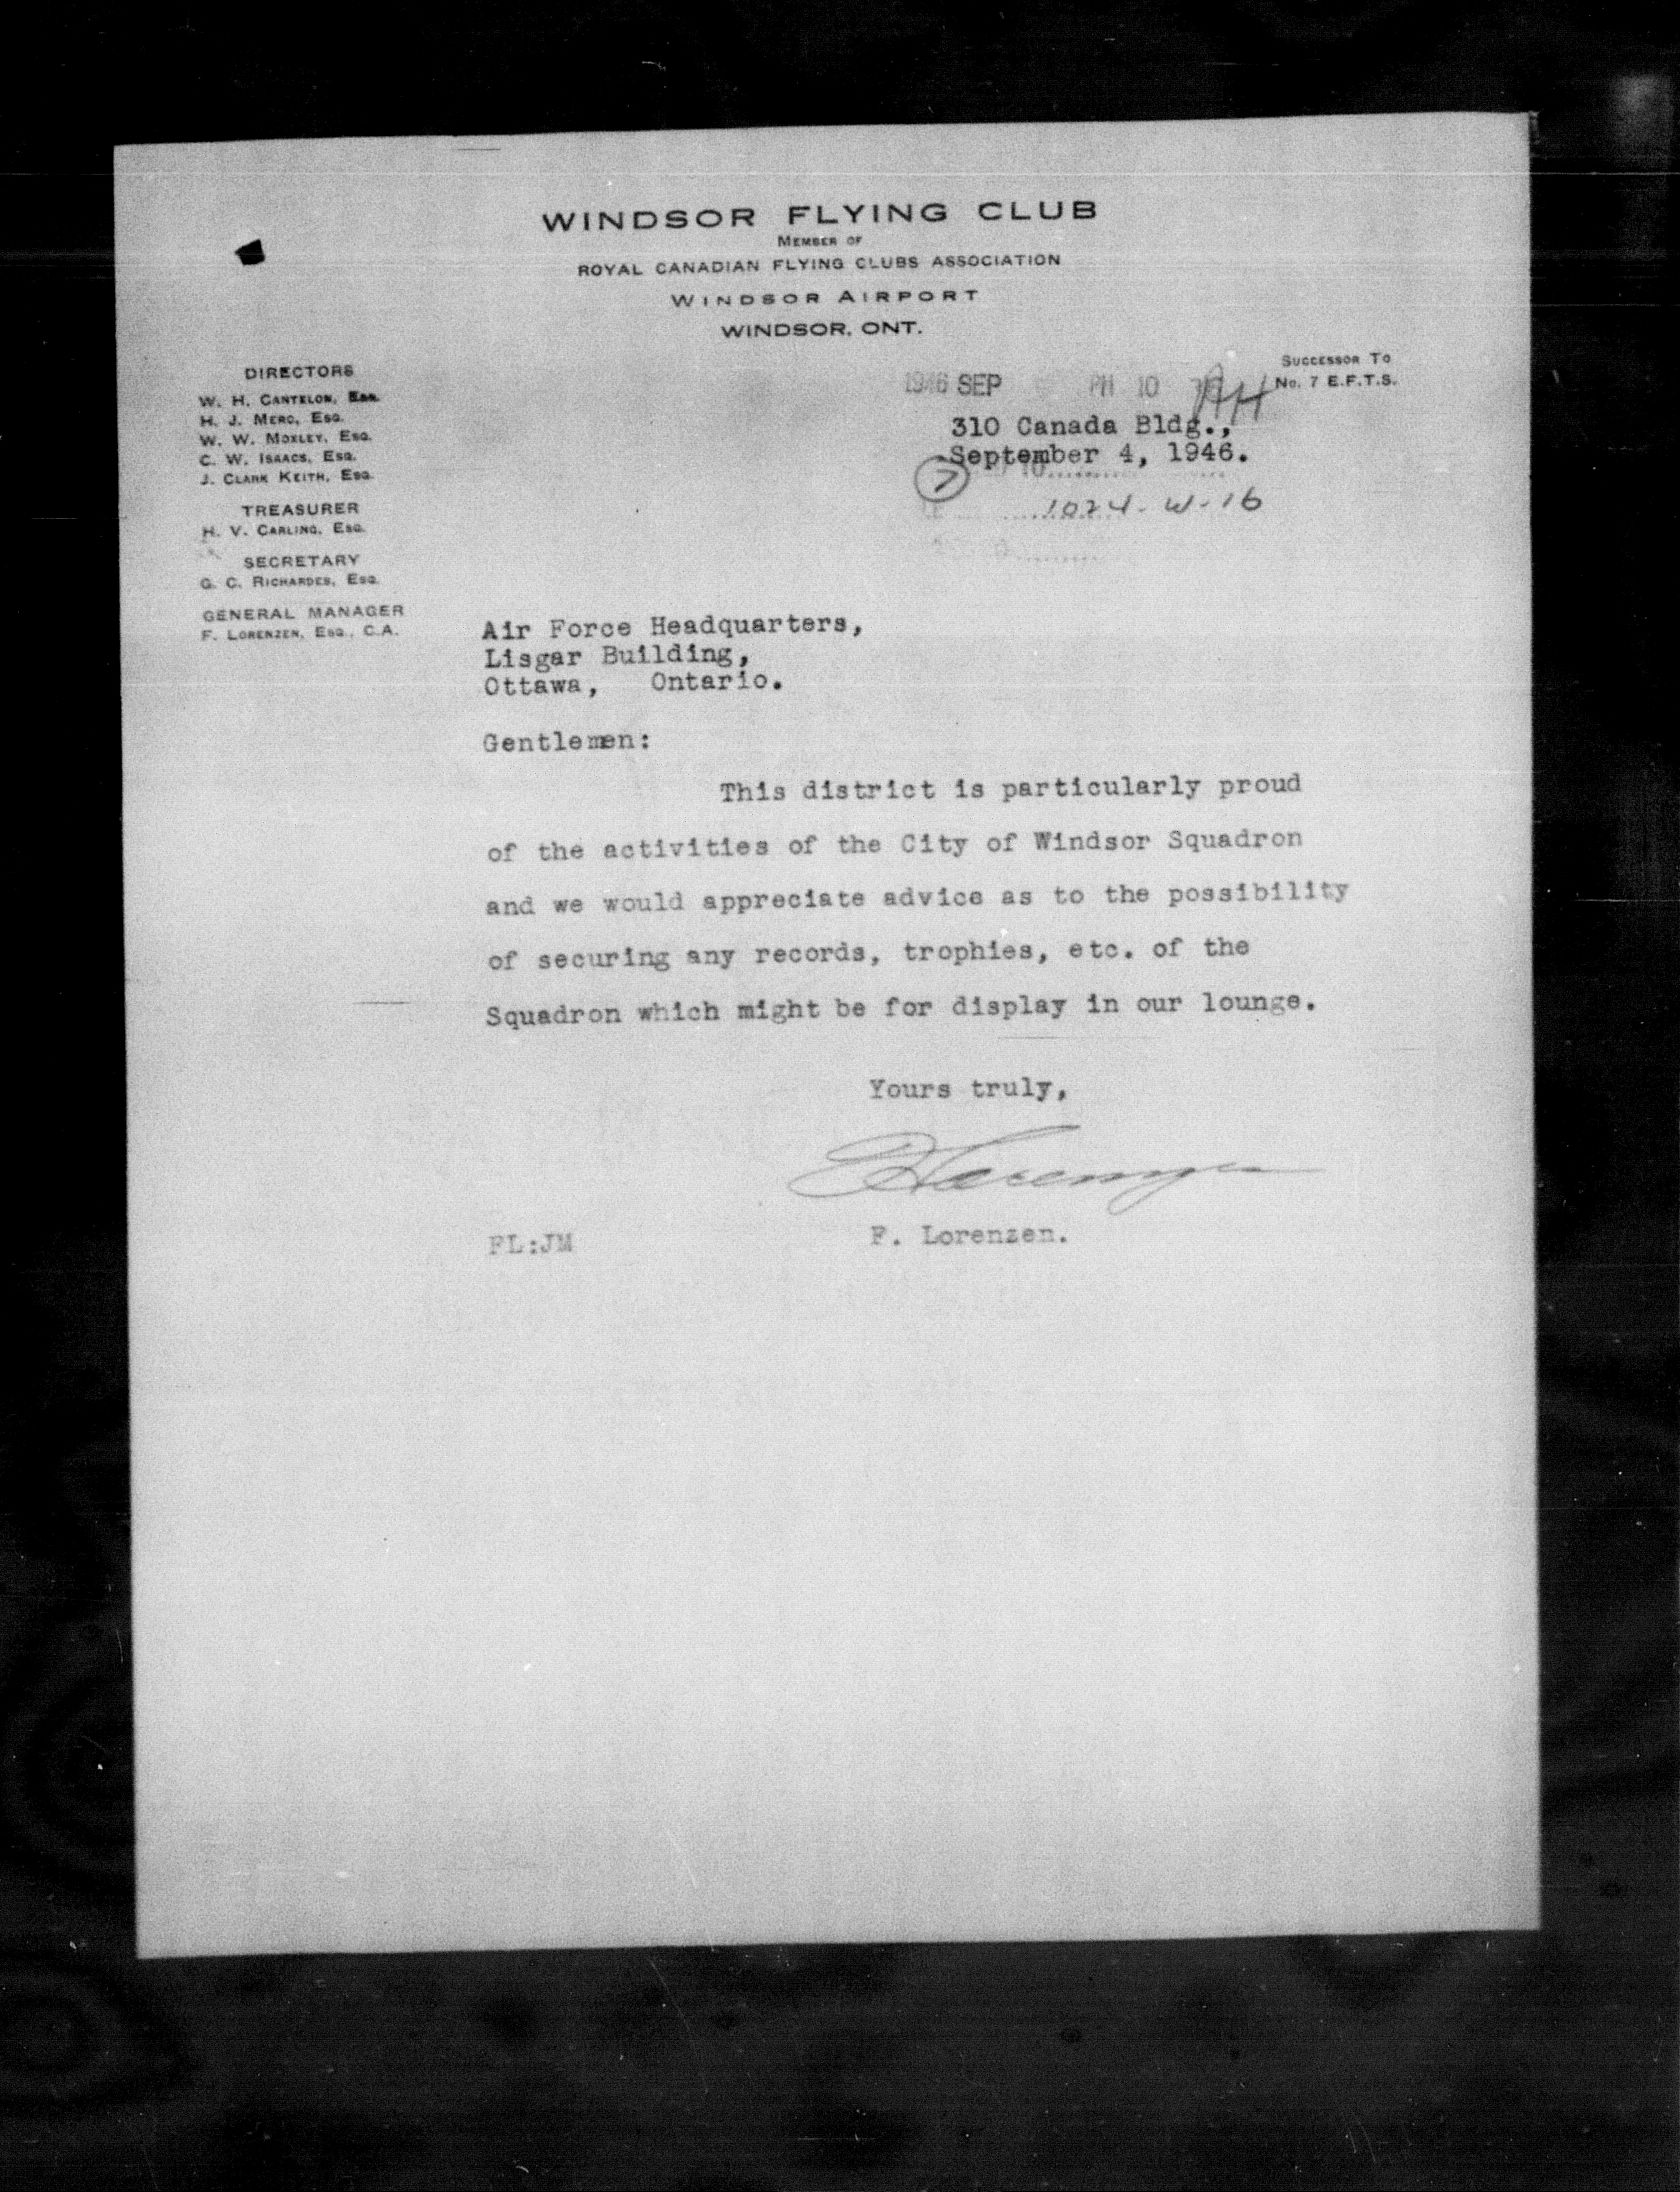 WINDSOR FLYING CLUB
MEMBER OF
ROYAL CANADIAN FLYING CLUBS ASSOCIATION
WINDSOR AIRPORT
WINDSOR, ONT.
SUCCESSOR TO
No. 7 E.F.T.S.
DIRECTORS
W. H. CANTELON, ESQ.
H. J. MERO, ESQ.
W. W. MOXLEY, ESQ.
C. W. ISAACS, ESQ.
J. CLARK KEITH, ESQ.
TREASURER
H. V. CARLING, ESQ.
SECRETARY
G. C. RICHARDES, ESQ.
GENERAL MANAGER
F. LORENZEN, ESQ., C.A.
1946 SEP PM 10
310 Canada Bldg.,
September 4, 1946.
7
1024-W-16
Air Force Headquarters,
Lisgar Building,
Ottawa, Ontario.
Gentlemen:
This district is particularly proud
of the activities of the City of Windsor Squadron
and we would appreciate advice as to the possibility
of securing any records, trophies, etc. of the
Squadron which might be for display in our lounge.
Yours truly,
F Lorenzen
F. Lorenzen.
FL:JM